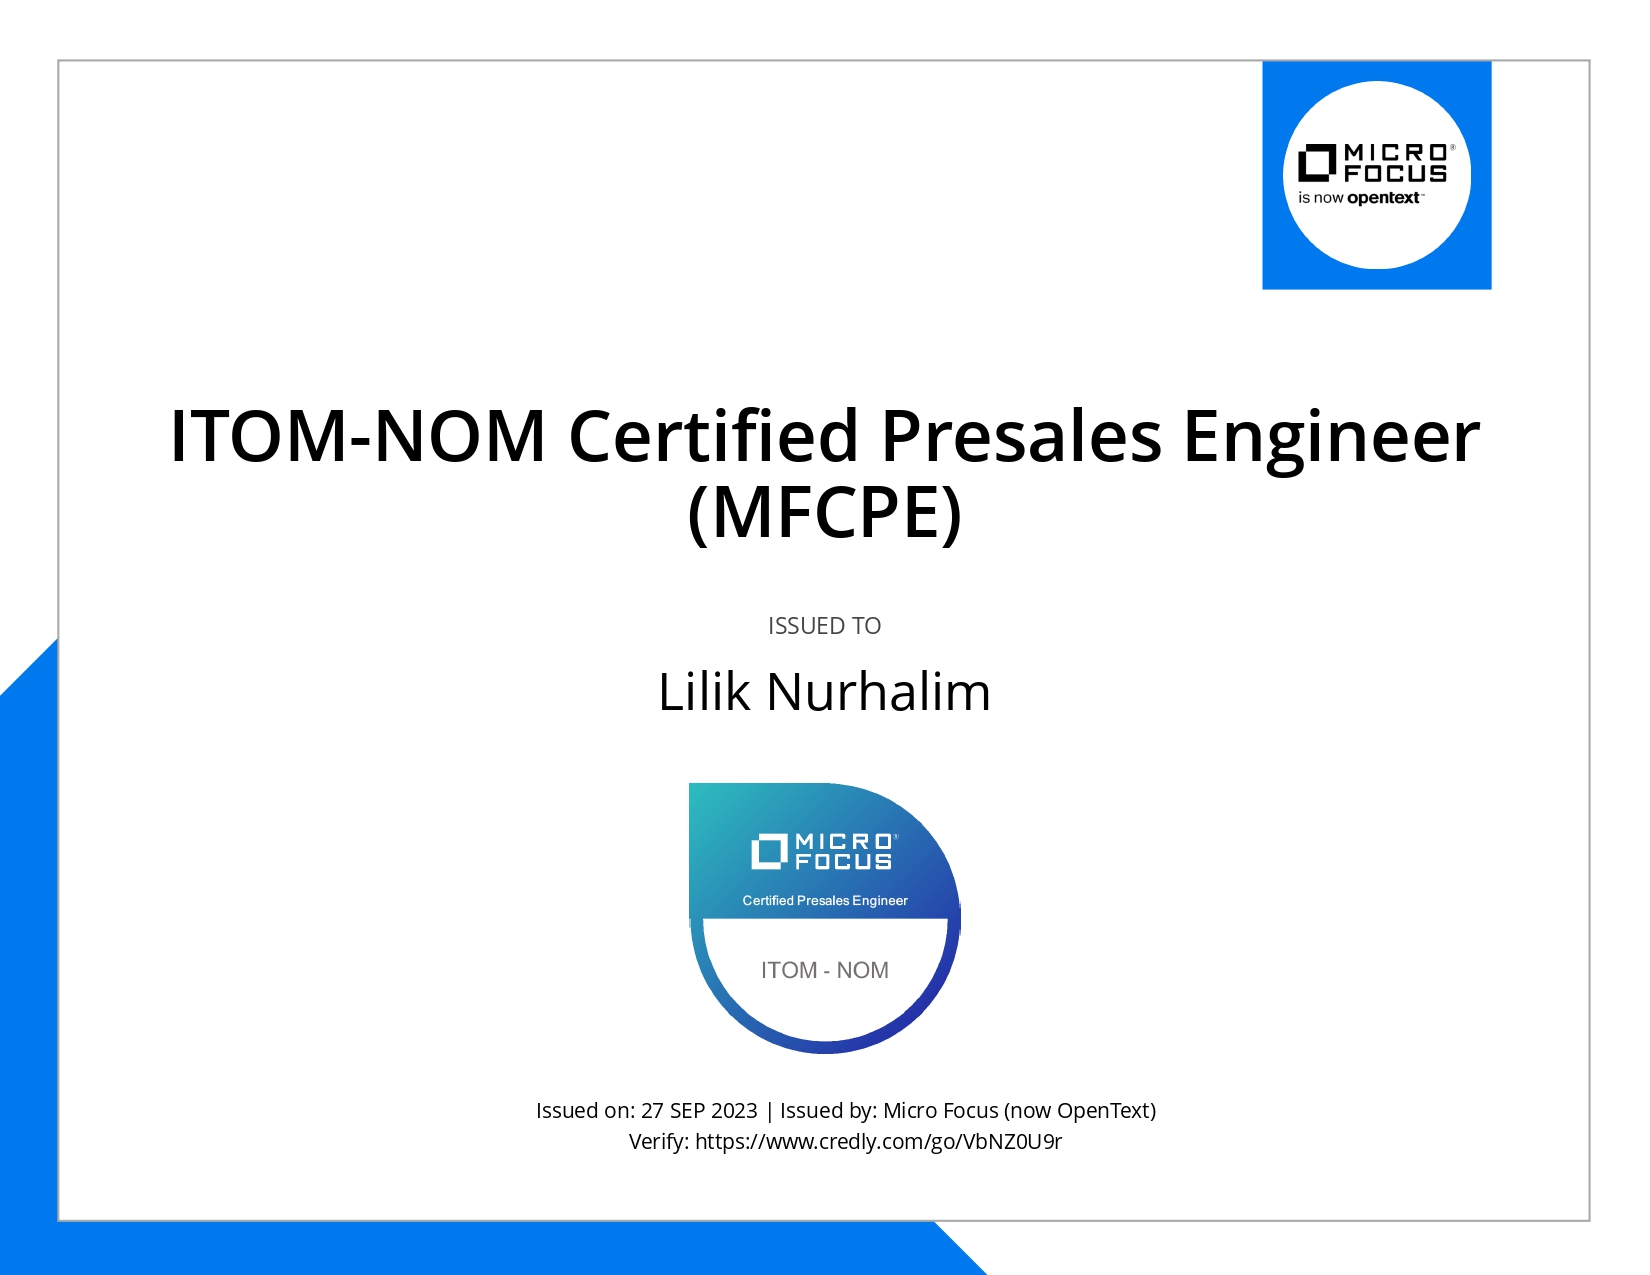 MICRO
FOCUS
is now opentext™
ITOM-NOM Certified Presales Engineer
(MFCPE)
ISSUED TO
Lilik Nurhalim
MICRO®
FOCUS
Certified Presales Engineer
ITOM - NOM
Issued on: 27 SEP 2023 | Issued by: Micro Focus (now OpenText)
Verify: https://www.credly.com/go/VbNZ0U9r